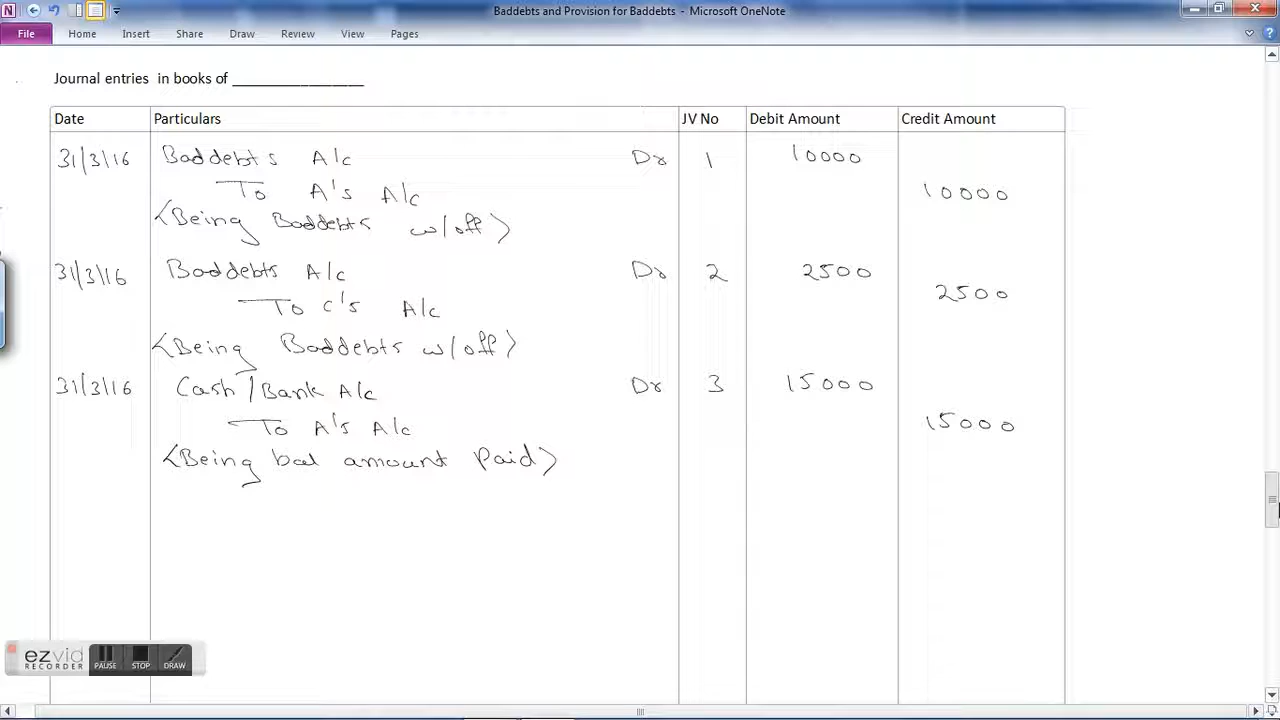 Baddebts and Provision for Baddebts - Microsoft OneNote
File Home Insert Share Draw Review View Pages
Journal entries in books of _________________
Date Particulars JV No Debit Amount Credit Amount
31/3/16 Baddebts A/c Dr 1 10000
To A's A/c 10000
<Being Baddebts w/off>
31/3/16 Baddebts A/c Dr 2 2500
To C's A/c 2500
<Being Baddebts w/off>
31/3/16 Cash/Bank A/c Dr 3 15000
To A's A/c 15000
<Being bal amount Paid>
ezvid
RECORDER
PAUSE STOP DRAW